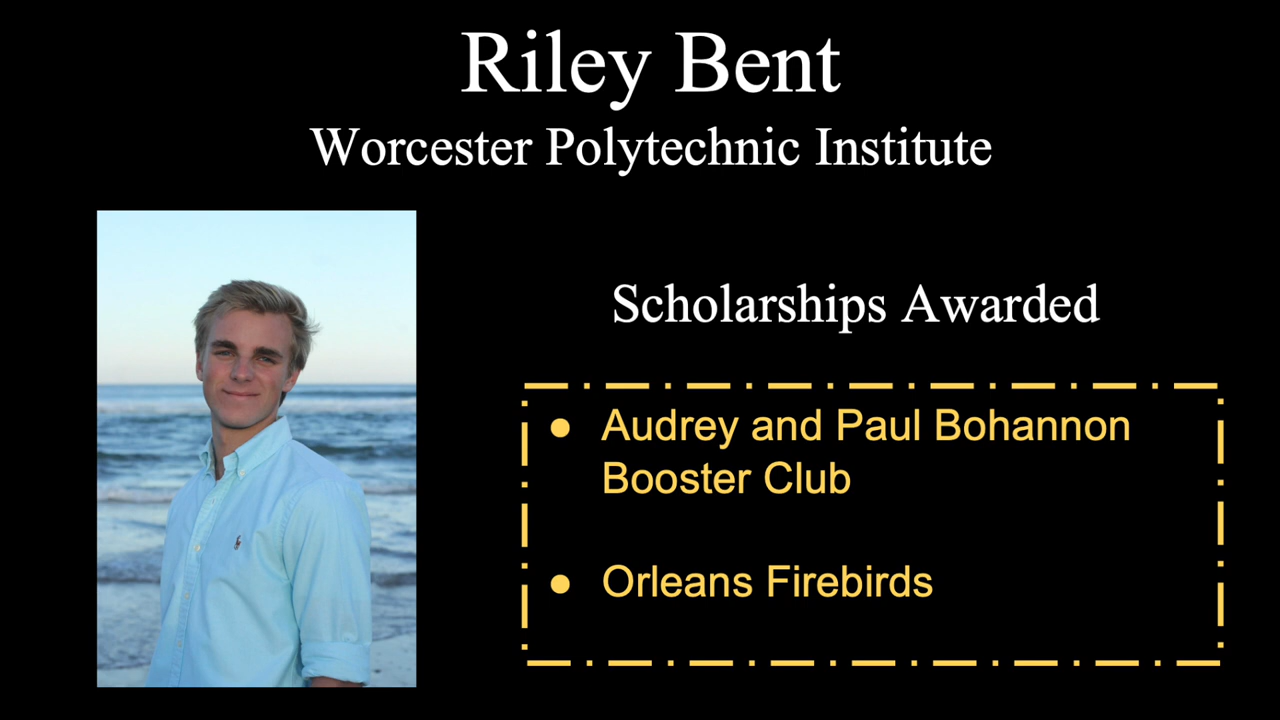 Riley Bent
Worcester Polytechnic Institute
Scholarships Awarded
● Audrey and Paul Bohannon
Booster Club
● Orleans Firebirds